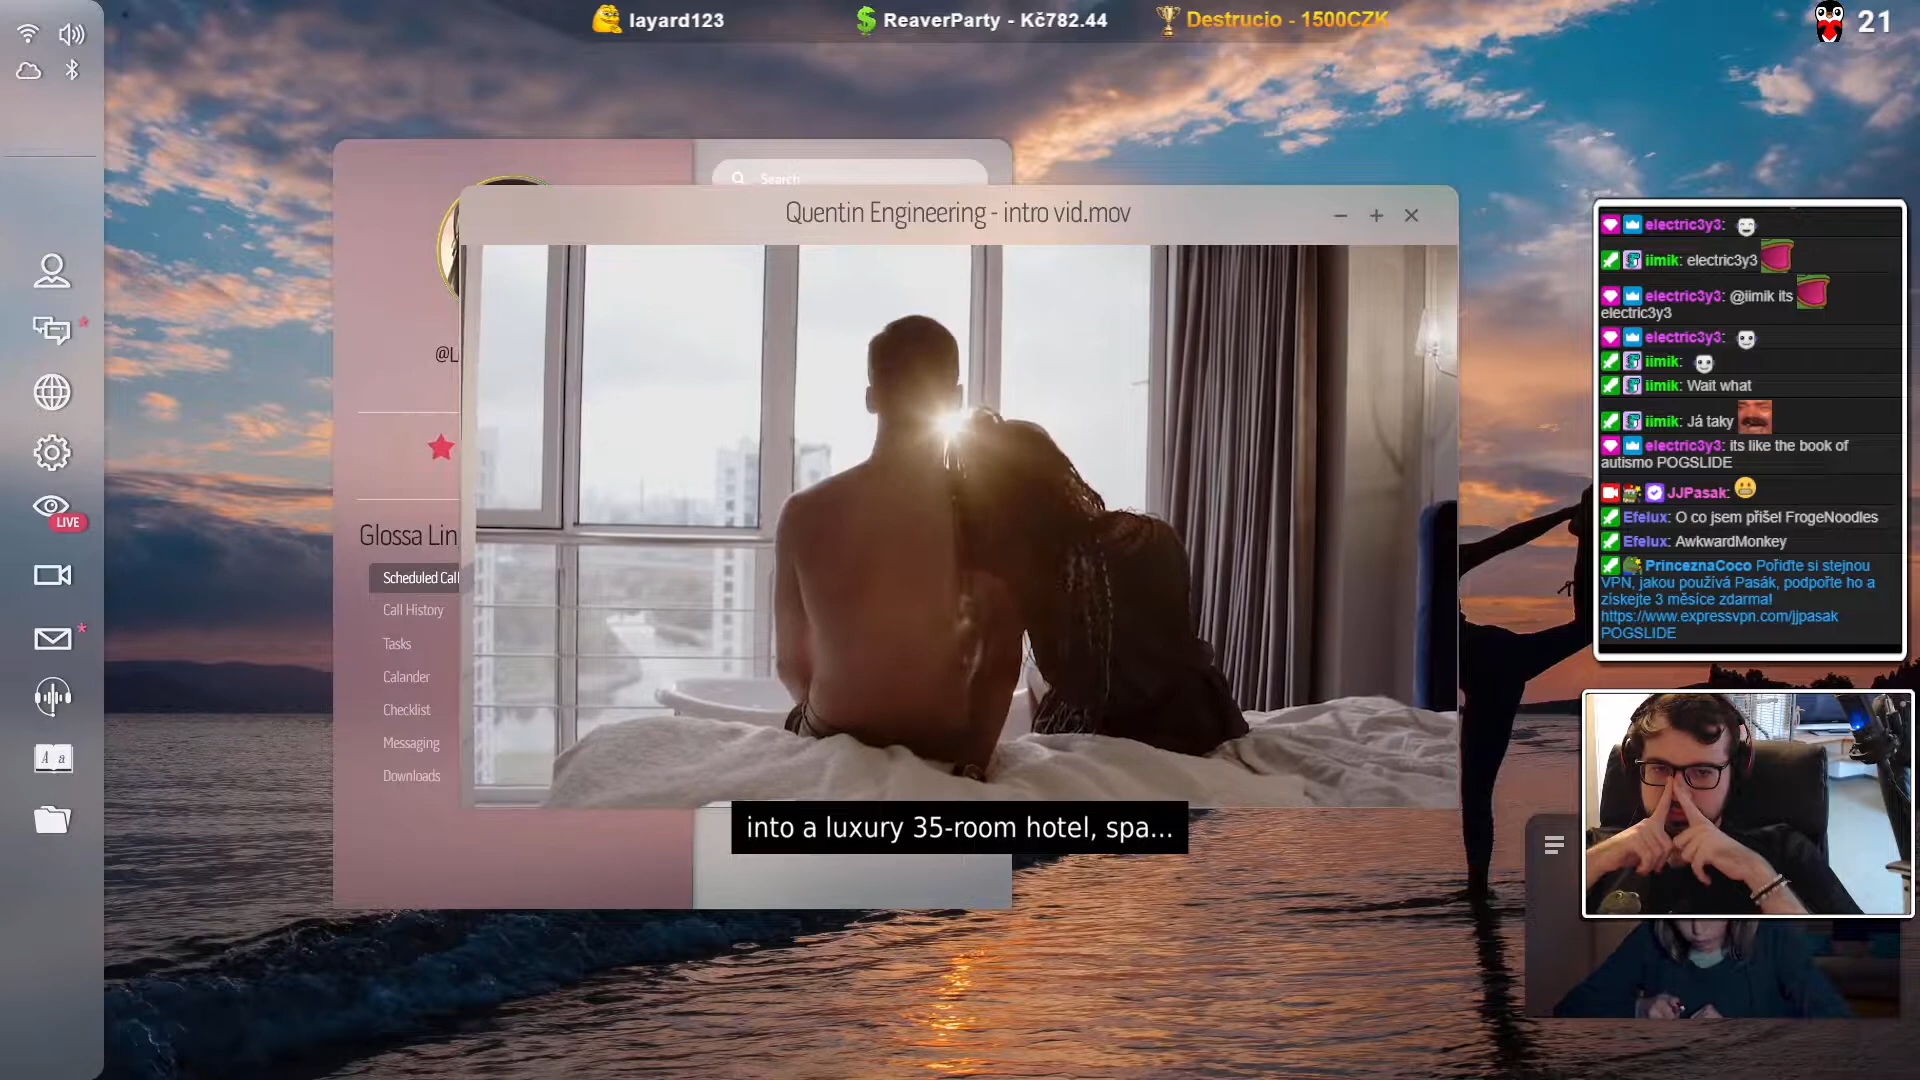 layard123
ReaverParty - Kč782.44
Destrucio - 1500CZK
21
Search
Quentin Engineering - intro vid.mov
@L
LIVE
Glossa Lin
Scheduled Call
Call History
Tasks
Calander
Checklist
Messaging
Downloads
A a
into a luxury 35-room hotel, spa...
electric3y3:
iimik: electric3y3
electric3y3: @iimik its
electric3y3
electric3y3:
iimik:
iimik: Wait what
iimik: Já taky
electric3y3: its like the book of
autismo POGSLIDE
JJPasak:
Efelux: O co jsem přišel FrogeNoodles
Efelux: AwkwardMonkey
PrinceznaCoco Pořiďte si stejnou
VPN, jakou používá Pasák, podpořte ho a
získejte 3 měsíce zdarma!
https://www.expressvpn.com/jjpasak
POGSLIDE